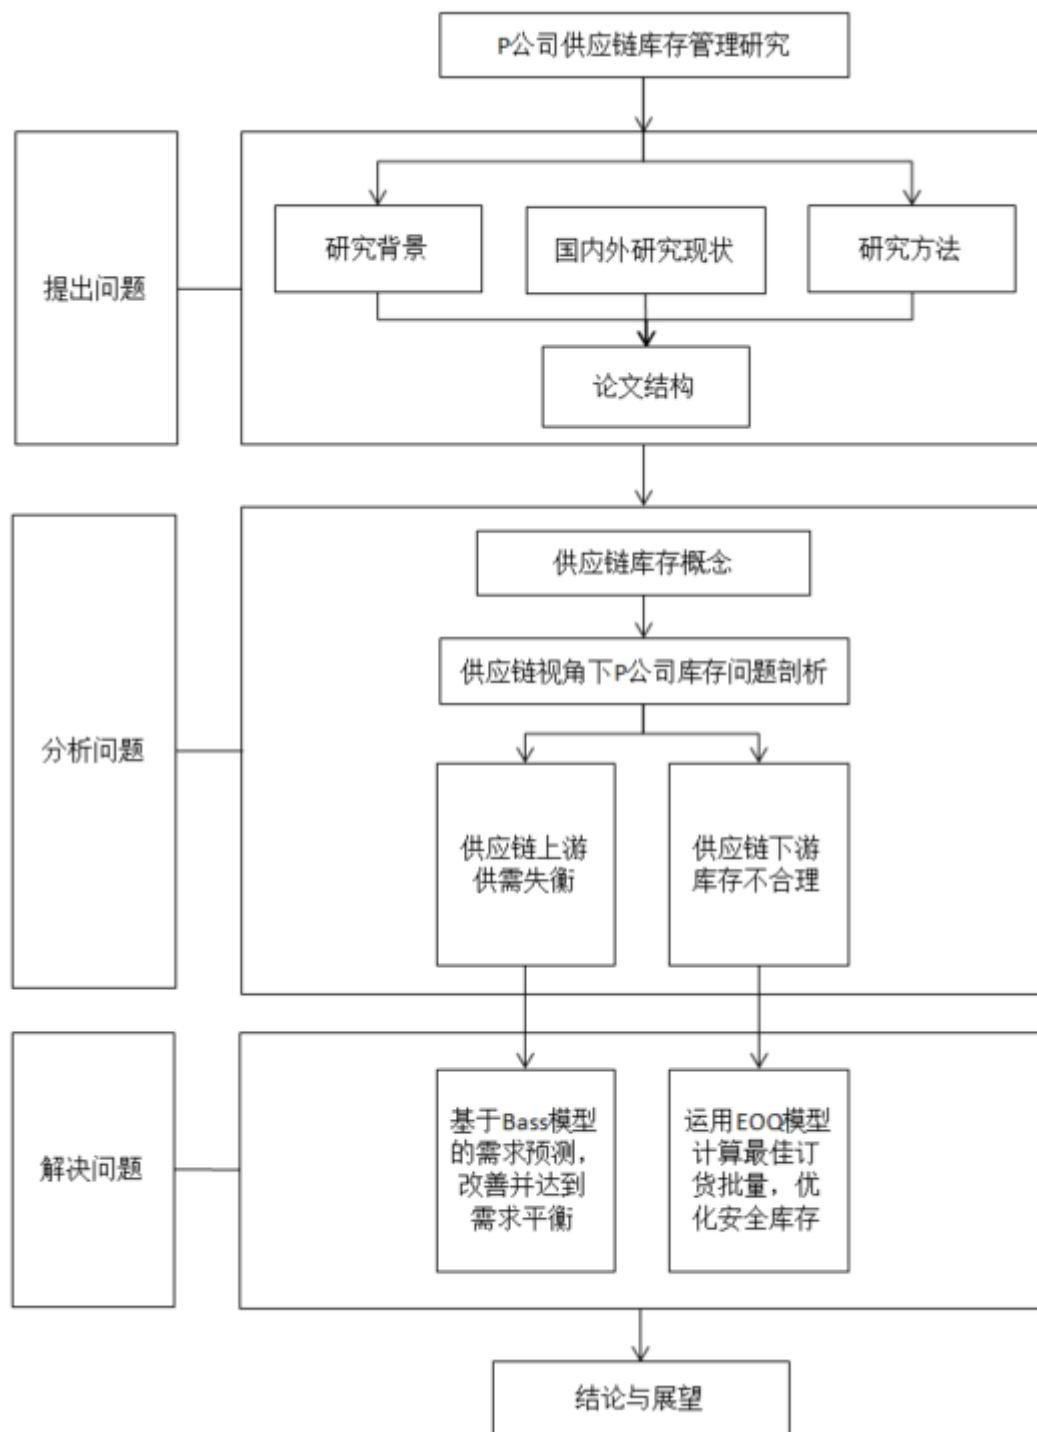 P公司供应链库存管理研究
提出问题
研究背景
国内外研究现状
研究方法
论文结构
分析问题
供应链库存概念
供应链视角下P公司库存问题剖析
供应链上游
供需失衡
供应链下游
库存不合理
解决问题
基于Bass模型
的需求预测，
改善并达到
需求平衡
运用EOQ模型
计算最佳订
货批量，优
化安全库存
结论与展望